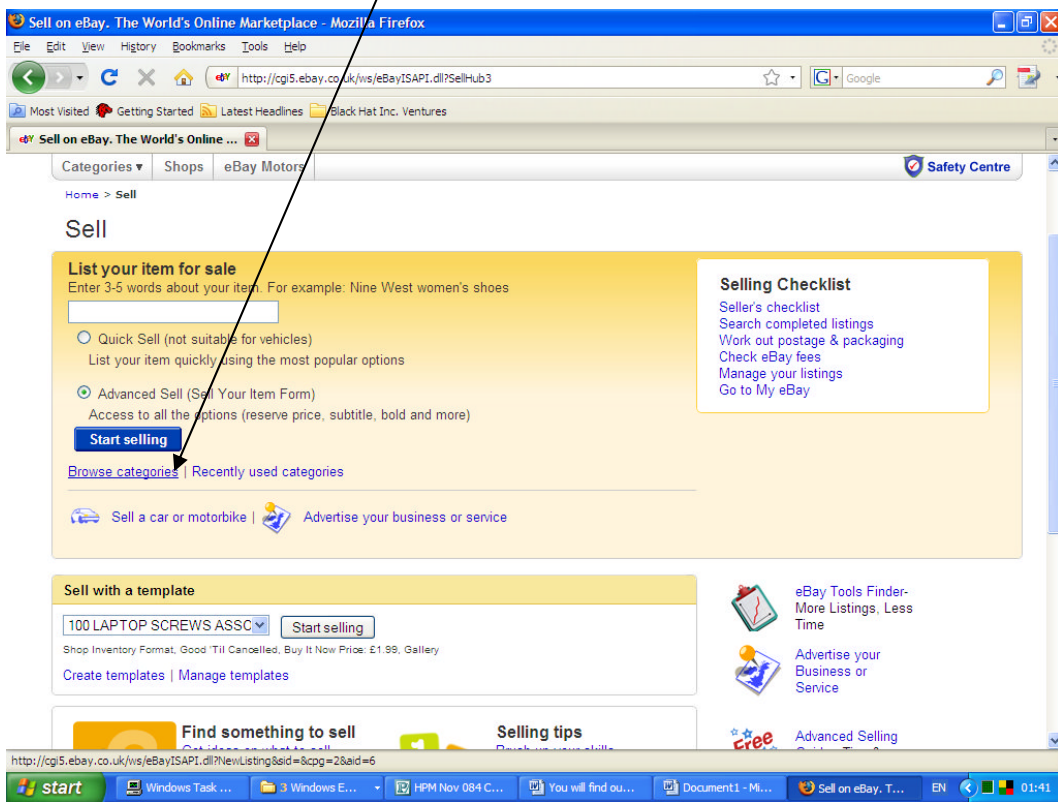 Sell on eBay. The World's Online Marketplace - Mozilla Firefox
File Edit View History Bookmarks Tools Help
http://cgi5.ebay.co.uk/ws/eBayISAPI.dll?SellHub3
Google
Most Visited Getting Started Latest Headlines Black Hat Inc. Ventures
Sell on eBay. The World's Online ...
Categories Shops eBay Motors
Safety Centre
Home > Sell
Sell
List your item for sale
Enter 3-5 words about your item. For example: Nine West women's shoes
Quick Sell (not suitable for vehicles)
List your item quickly using the most popular options
Advanced Sell (Sell Your Item Form)
Access to all the options (reserve price, subtitle, bold and more)
Start selling
Browse categories | Recently used categories
Sell a car or motorbike | Advertise your business or service
Selling Checklist
Seller's checklist
Search completed listings
Work out postage & packaging
Check eBay fees
Manage your listings
Go to My eBay
Sell with a template
100 LAPTOP SCREWS ASSO Start selling
Shop Inventory Format, Good 'Til Cancelled, Buy It Now Price: £1.99, Gallery
Create templates | Manage templates
eBay Tools Finder-
More Listings, Less
Time
Advertise your
Business or
Service
Find something to sell
Selling tips
Free
Advanced Selling
http://cgi5.ebay.co.uk/ws/eBayISAPI.dll?NewListing&sid=&cpg=2&aid=6
start Windows Task ... 3 Windows E... HPM Nov 084 C... You will find ou... Document1 - Mi... Sell on eBay. T... EN 01:41